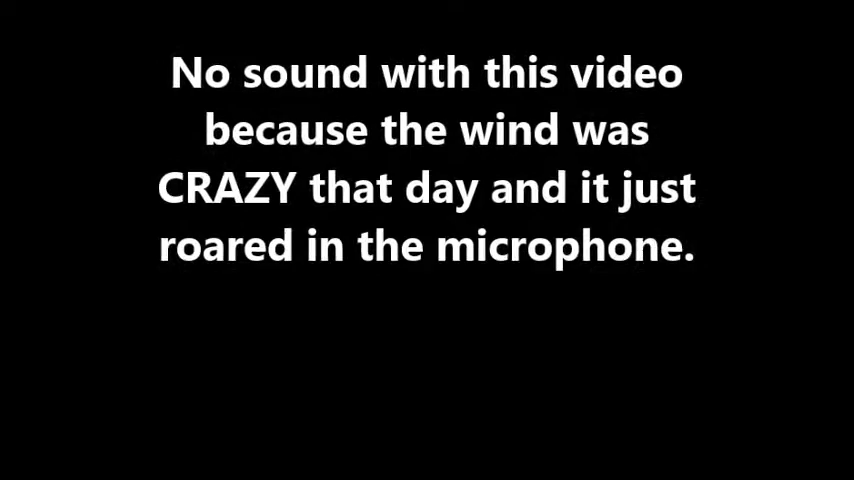 No sound with this video
because the wind was
CRAZY that day and it just
roared in the microphone.